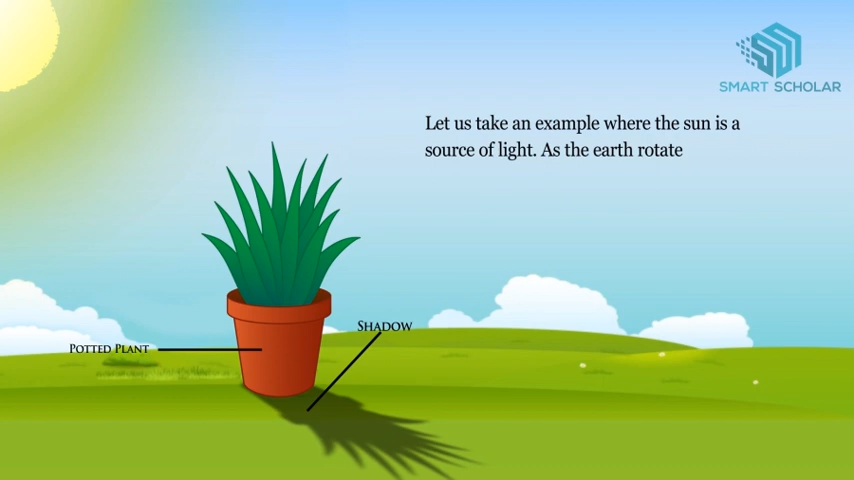 SMART SCHOLAR
Let us take an example where the sun is a
source of light. As the earth rotate
SHADOW
POTTED PLANT